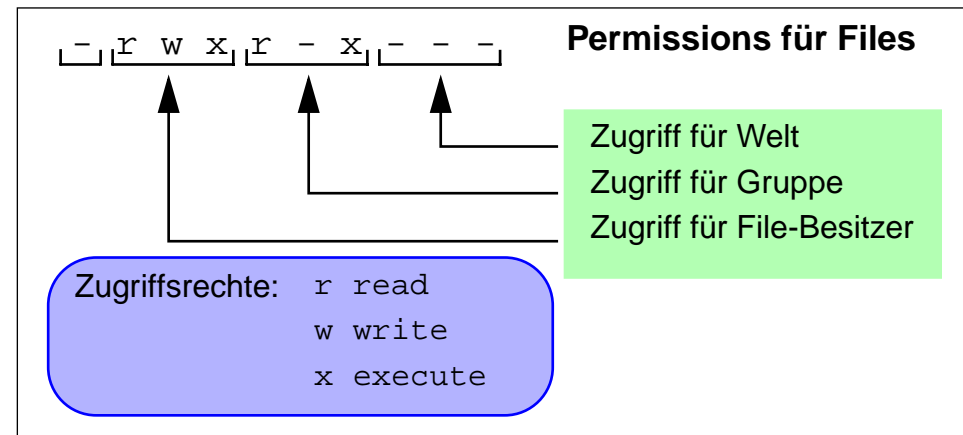 - r w x r - x - - -
Permissions für Files
Zugriff für Welt
Zugriff für Gruppe
Zugriff für File-Besitzer
Zugriffsrechte: r read
w write
x execute